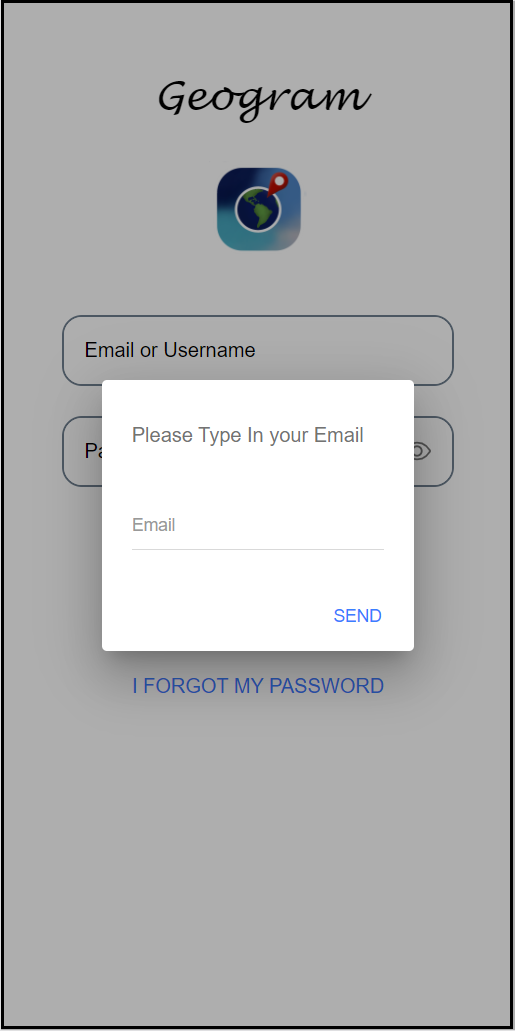 Geogram
Email or Username
Pa
Please Type In your Email
Email
SEND
I FORGOT MY PASSWORD